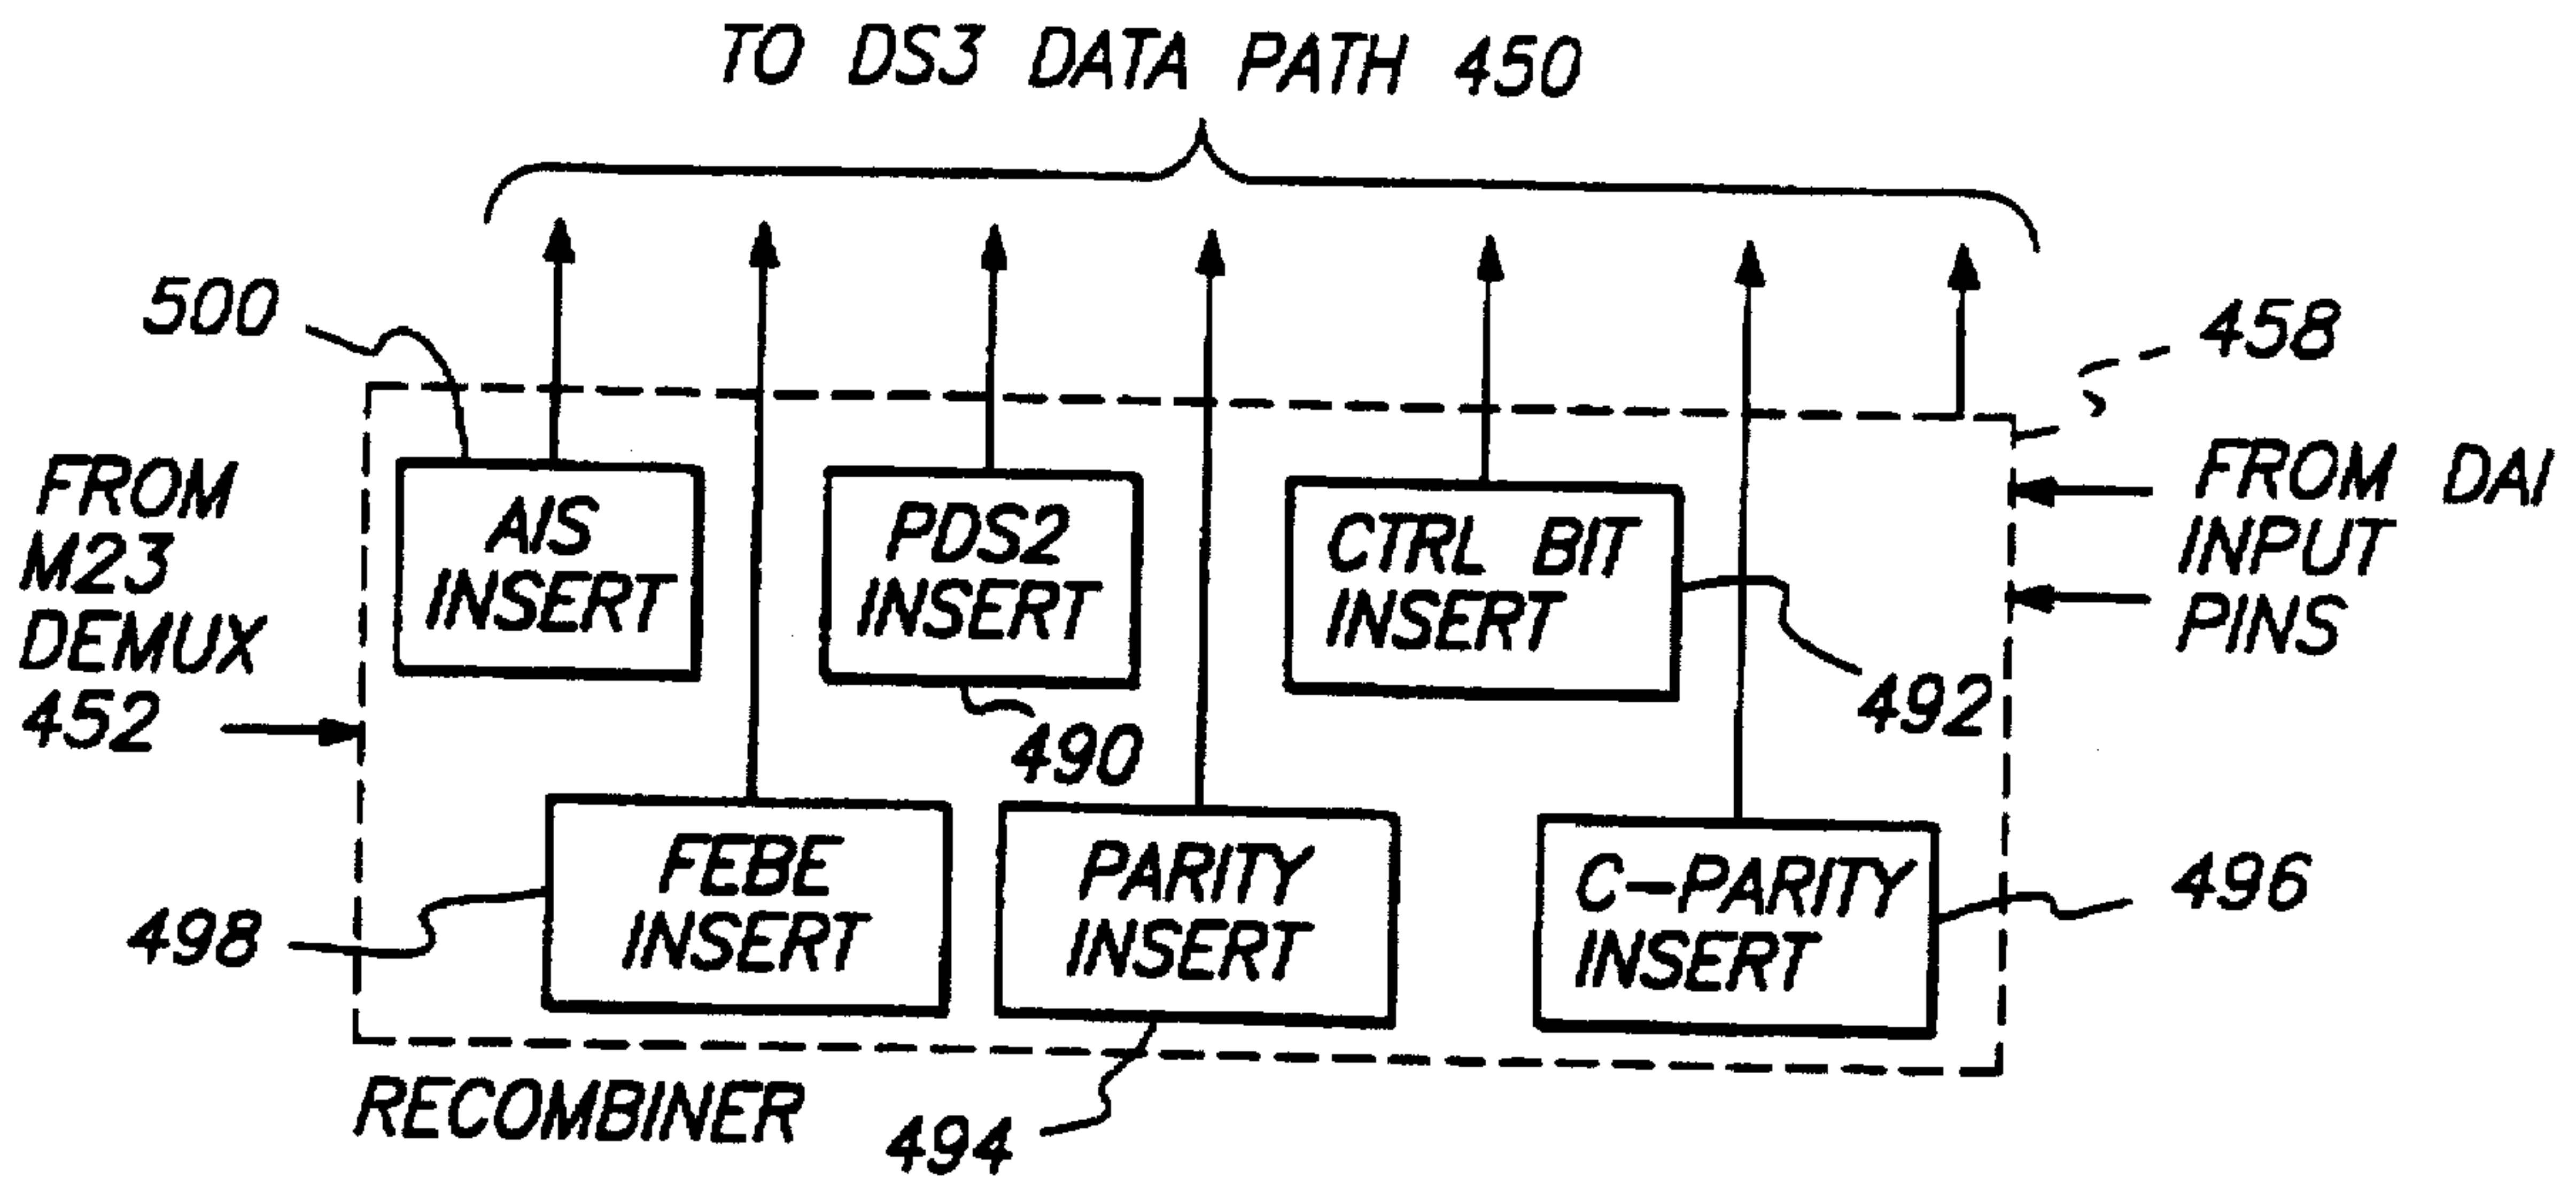 TO DS3 DATA PATH 450
500
458
FROM
M23
DEMUX
452
AIS
INSERT
PDS2
INSERT
490
CTRL BIT
INSERT
492
FROM DAI
INPUT
PINS
498
FEBE
INSERT
PARITY
INSERT
C-PARITY
INSERT
496
RECOMBINER
494